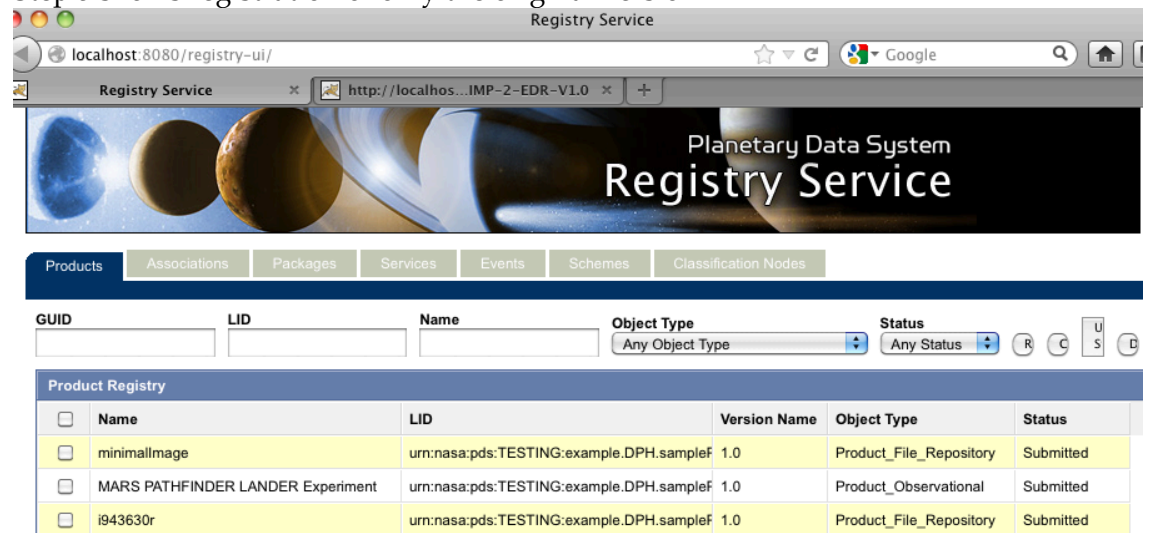 Registry Service
localhost:8080/registry-ui/
Google
Registry Service × http://localhos...IMP-2-EDR-V1.0 × +
Planetary Data System
Registry Service
Products Associations Packages Services Events Schemes Classification Nodes
GUID LID Name Object Type Status
Any Object Type Any Status R C U S D
Product Registry
Name LID Version Name Object Type Status
minimalImage urn:nasa:pds:TESTING:example.DPH.sampleF 1.0 Product_File_Repository Submitted
MARS PATHFINDER LANDER Experiment urn:nasa:pds:TESTING:example.DPH.sampleF 1.0 Product_Observational Submitted
i943630r urn:nasa:pds:TESTING:example.DPH.sampleF 1.0 Product_File_Repository Submitted